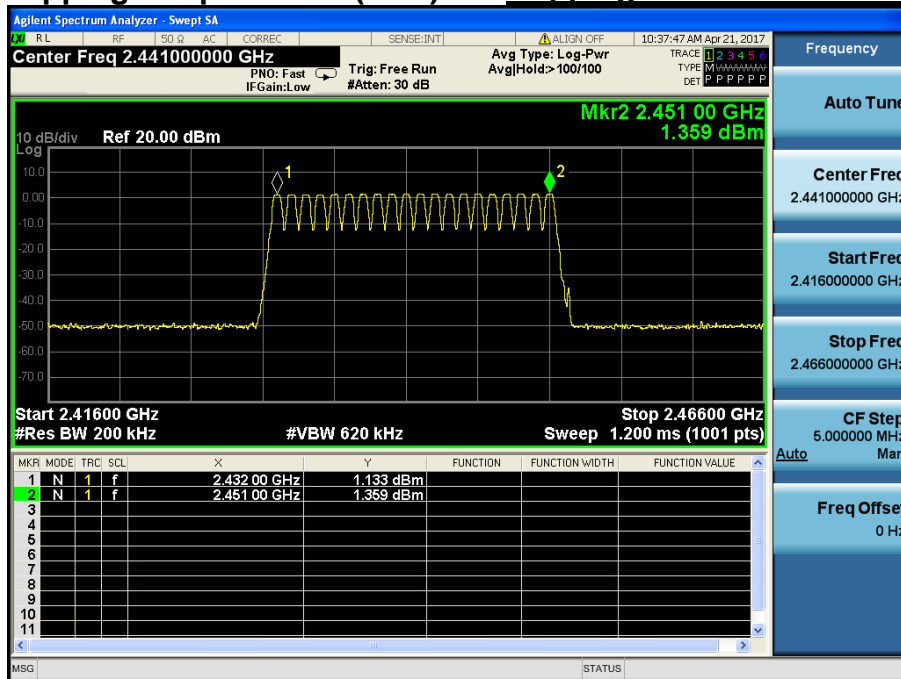 Agilent Spectrum Analyzer - Swept SA
LXI RL RF 50 Ω AC CORREC SENSE:INT ALIGN OFF 10:37:47 AM Apr 21, 2017
Center Freq 2.441000000 GHz
PNO: Fast
IFGain:Low
Trig: Free Run
#Atten: 30 dB
Avg Type: Log-Pwr
Avg|Hold:>100/100
TRACE 1 2 3 4 5 6
TYPE M
DET P P P P P P
Mkr2 2.451 00 GHz
1.359 dBm
10 dB/div Ref 20.00 dBm
Log
10.0
0.00
-10.0
-20.0
-30.0
-40.0
-50.0
-60.0
-70.0
1
2
Start 2.41600 GHz Stop 2.46600 GHz
#Res BW 200 kHz #VBW 620 kHz Sweep 1.200 ms (1001 pts)
MKR MODE TRC SCL X Y FUNCTION FUNCTION WIDTH FUNCTION VALUE
1 N 1 f 2.432 00 GHz 1.133 dBm
2 N 1 f 2.451 00 GHz 1.359 dBm
3
4
5
6
7
8
9
10
11
MSG STATUS
Frequency
Auto Tune
Center Freq
2.441000000 GHz
Start Freq
2.416000000 GHz
Stop Freq
2.466000000 GHz
CF Step
5.000000 MHz
Auto Man
Freq Offset
0 Hz